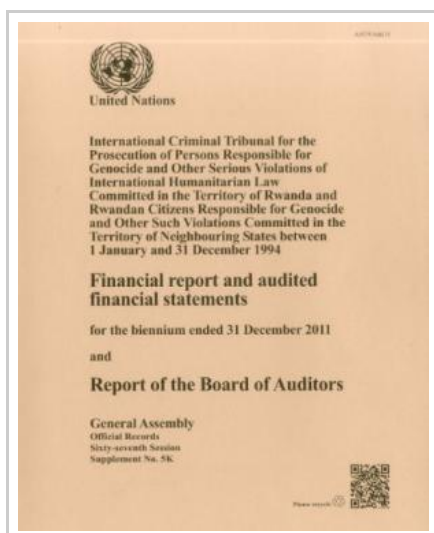 United Nations
International Criminal Tribunal for the
Prosecution of Persons Responsible for
Genocide and Other Serious Violations of
International Humanitarian Law
Committed in the Territory of Rwanda and
Rwandan Citizens Responsible for Genocide
and Other Such Violations Committed in the
Territory of Neighbouring States between
1 January and 31 December 1994
Financial report and audited
financial statements
for the biennium ended 31 December 2011
and
Report of the Board of Auditors
General Assembly
Official Records
Sixty-seventh Session
Supplement No. 5K
Please recycle